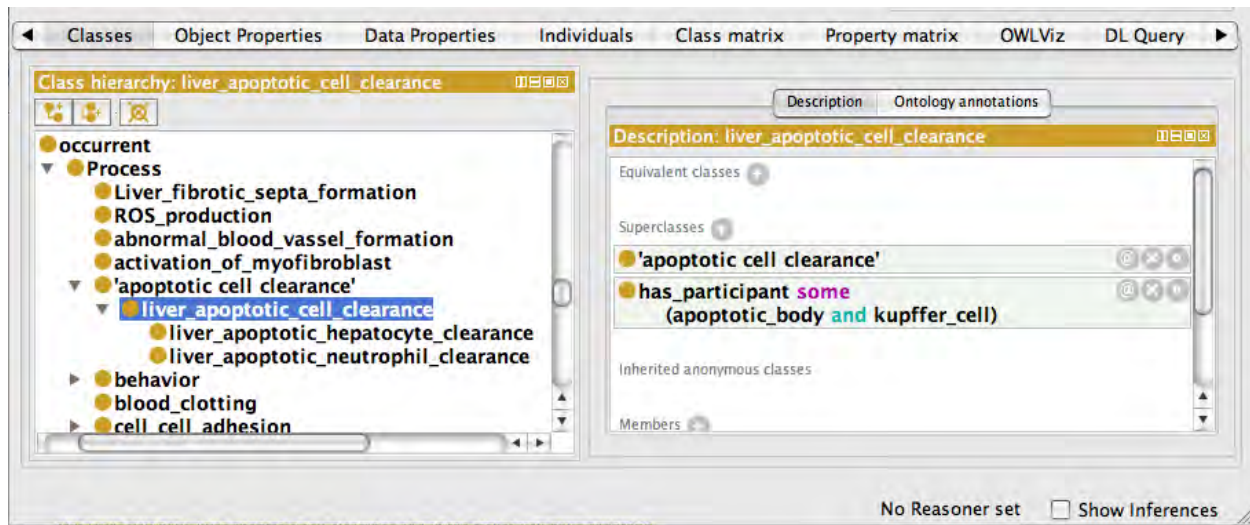 Classes Object Properties Data Properties Individuals Class matrix Property matrix OWLViz DL Query
Class hierarchy: liver_apoptotic_cell_clearance
occurrent
Process
Liver_fibrotic_septa_formation
ROS_production
abnormal_blood_vassel_formation
activation_of_myofibroblast
'apoptotic cell clearance'
liver_apoptotic_cell_clearance
liver_apoptotic_hepatocyte_clearance
liver_apoptotic_neutrophil_clearance
behavior
blood_clotting
cell_cell_adhesion
Description Ontology annotations
Description: liver_apoptotic_cell_clearance
Equivalent classes
Superclasses
'apoptotic cell clearance'
has_participant some
(apoptotic_body and kupffer_cell)
Inherited anonymous classes
Members
No Reasoner set Show Inferences